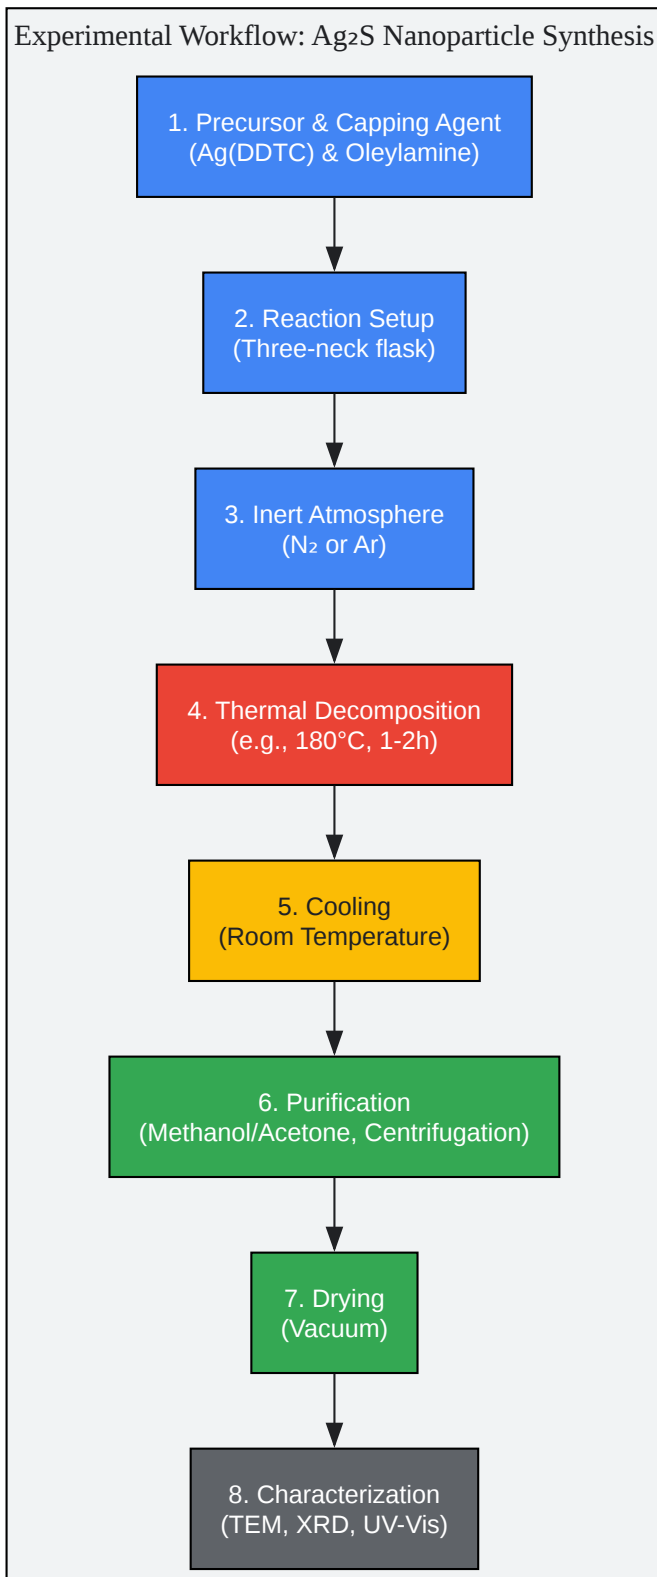 Experimental Workflow: Ag₂S Nanoparticle Synthesis
1. Precursor & Capping Agent
(Ag(DDTC) & Oleylamine)
2. Reaction Setup
(Three-neck flask)
3. Inert Atmosphere
(N₂ or Ar)
4. Thermal Decomposition
(e.g., 180°C, 1-2h)
5. Cooling
(Room Temperature)
6. Purification
(Methanol/Acetone, Centrifugation)
7. Drying
(Vacuum)
8. Characterization
(TEM, XRD, UV-Vis)